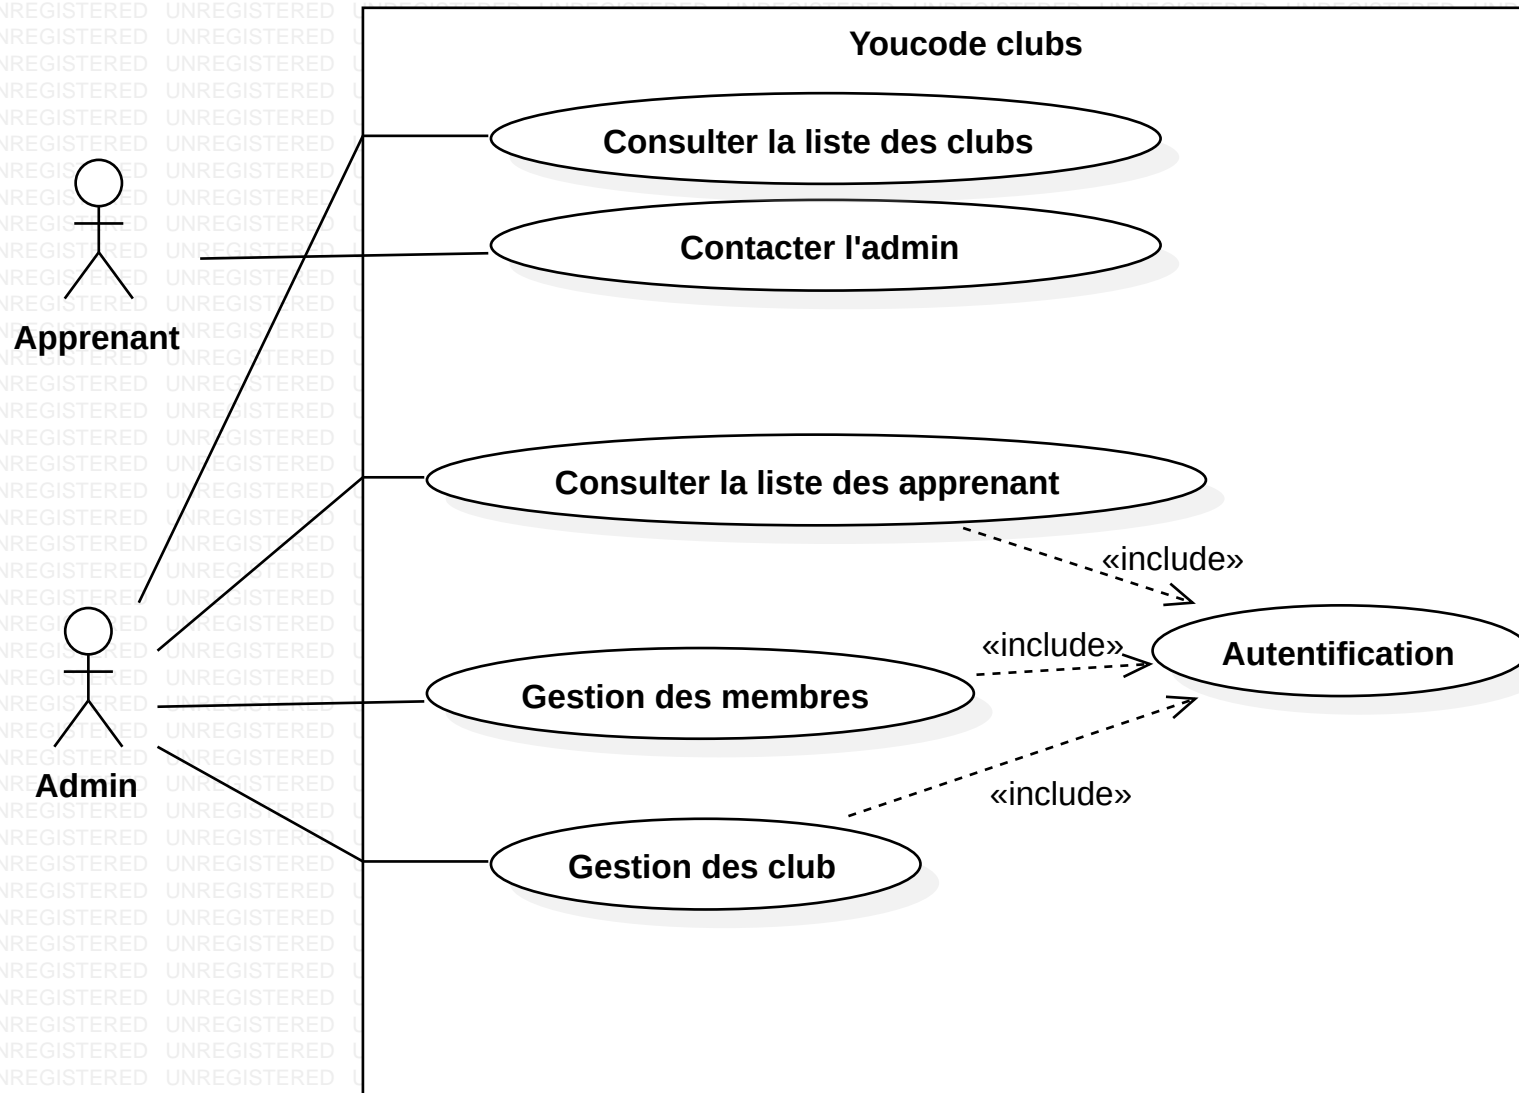 Youcode clubs
Consulter la liste des clubs
Contacter l'admin
Apprenant
Consulter la liste des apprenant
«include»
«include»
Autentification
Gestion des membres
Admin
«include»
Gestion des club
UNREGISTERED